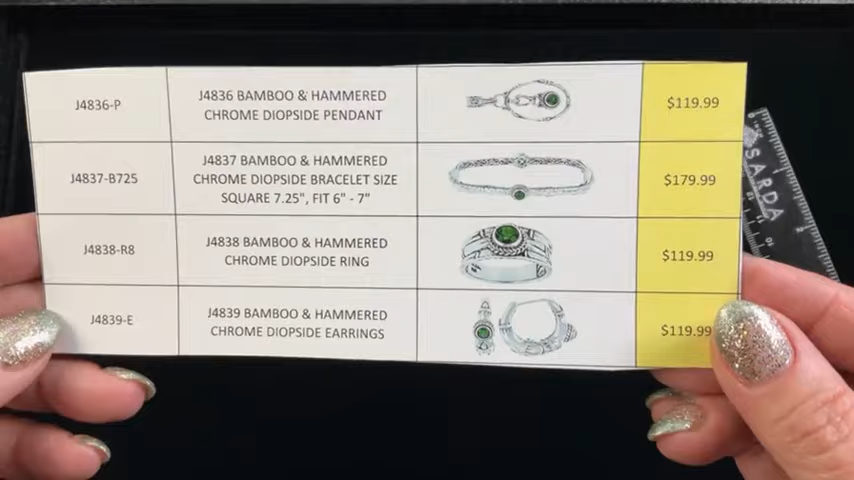 J4836-P
J4836 BAMBOO & HAMMERED
CHROME DIOPSIDE PENDANT
$119.99
J4837-B725
J4837 BAMBOO & HAMMERED
CHROME DIOPSIDE BRACELET SIZE
SQUARE 7.25", FIT 6" - 7"
$179.99
J4838-R8
J4838 BAMBOO & HAMMERED
CHROME DIOPSIDE RING
$119.99
J4839-E
J4839 BAMBOO & HAMMERED
CHROME DIOPSIDE EARRINGS
$119.99
SARDA